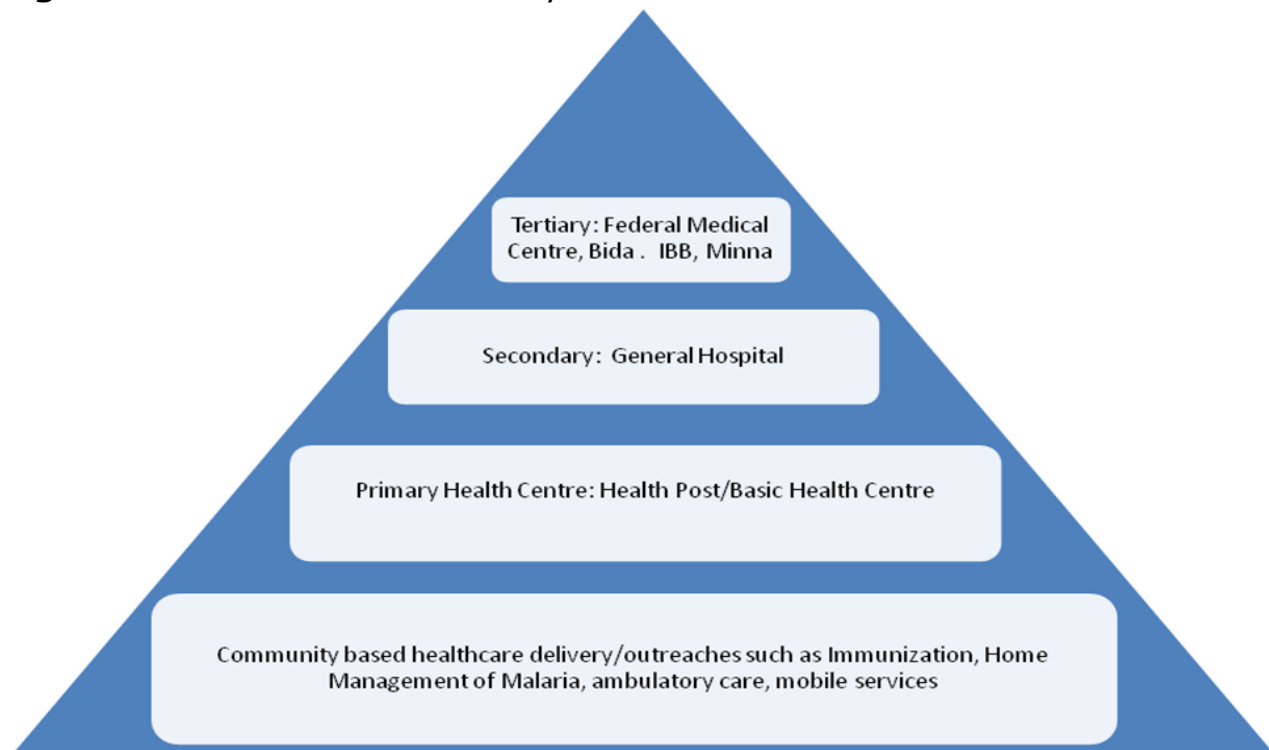 Tertiary: Federal Medical
Centre, Bida . IBB, Minna
Secondary: General Hospital
Primary Health Centre: Health Post/Basic Health Centre
Community based healthcare delivery/outreaches such as Immunization, Home
Management of Malaria, ambulatory care, mobile services